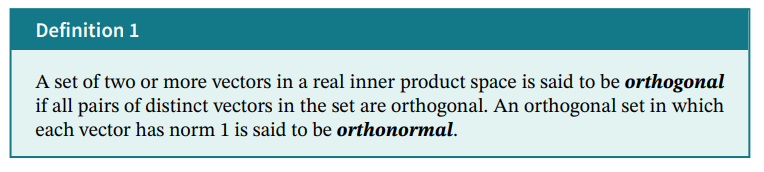 Definition 1
A set of two or more vectors in a real inner product space is said to be orthogonal
if all pairs of distinct vectors in the set are orthogonal. An orthogonal set in which
each vector has norm 1 is said to be orthonormal.